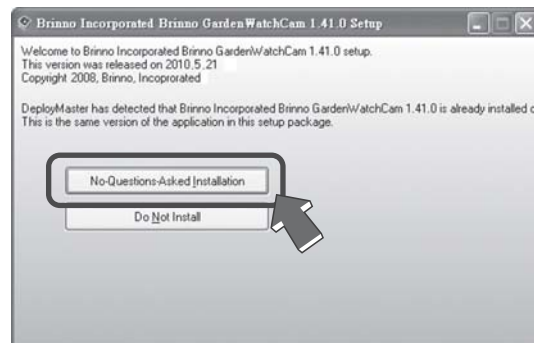 Brinno Incorporated Brinno GardenWatchCam 1.41.0 Setup
Welcome to Brinno Incorporated Brinno GardenWatchCam 1.41.0 setup.
This version was released on 2010.5.21
Copyright 2008, Brinno, Incoprorated
DeployMaster has detected that Brinno Incorporated Brinno GardenWatchCam 1.41.0 is already installed
This is the same version of the application in this setup package.
No-Questions-Asked Installation
Do Not Install